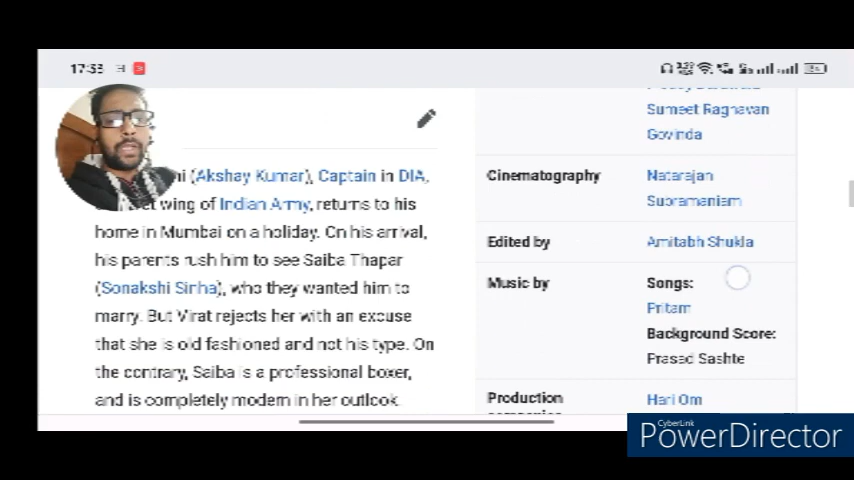 17:33
Sumeet Raghavan
Govinda
(Akshay Kumar), Captain in DIA,
wing of Indian Army, returns to his
home in Mumbai on a holiday. On his arrival,
his parents rush him to see Saiba Thapar
(Sonakshi Sinha), who they wanted him to
marry. But Virat rejects her with an excuse
that she is old fashioned and not his type. On
the contrary, Saiba is a professional boxer,
and is completely modern in her outlook.
Cinematography
Natarajan
Subramaniam
Edited by
Amitabh Shukla
Music by
Songs:
Pritam
Background Score:
Prasad Sashte
Production
Hari Om
CyberLink
PowerDirector